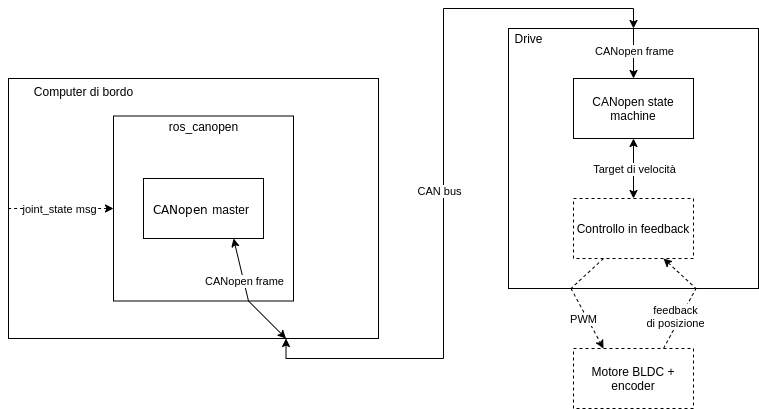 Drive
CANopen frame
Computer di bordo
CANopen state
machine
ros_canopen
Target di velocità
CAN bus
CANopen master
joint_state msg
Controllo in feedback
CANopen frame
PWM
feedback
di posizione
Motore BLDC +
encoder